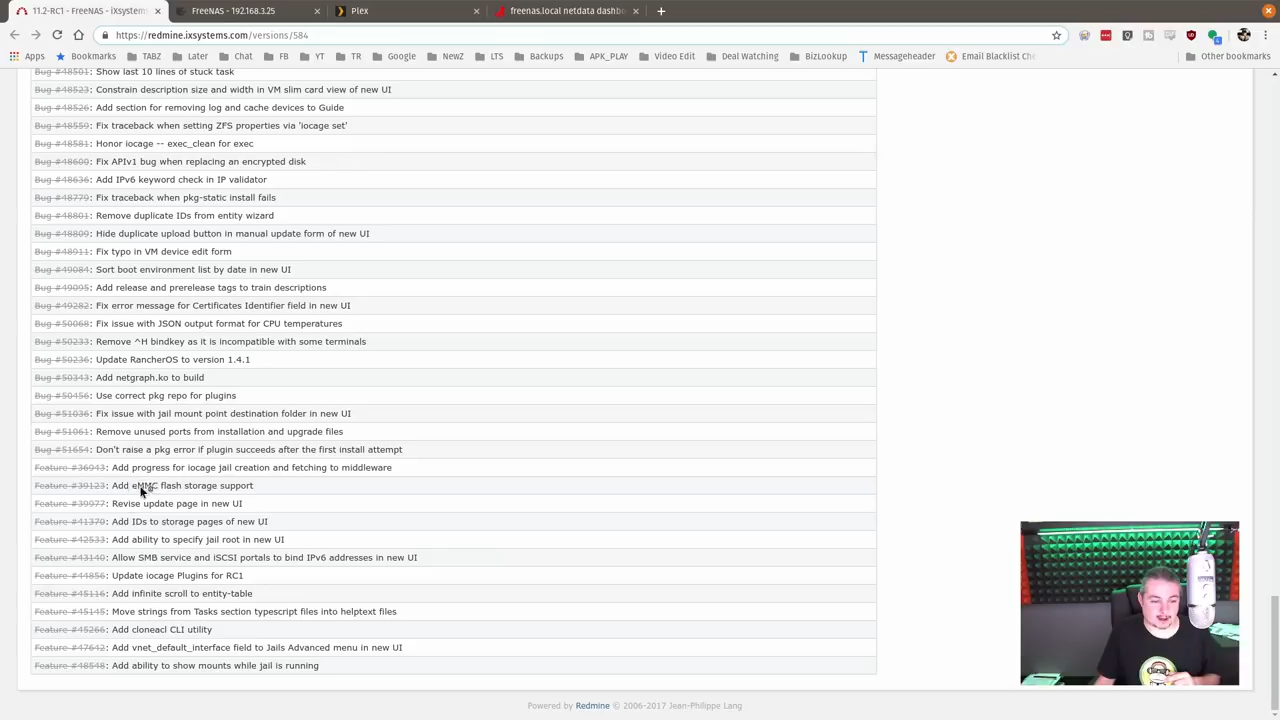 11.2-RC1 - FreeNAS - iXsystem
FreeNAS - 192.168.3.25
Plex
freenas.local netdata dashb
https://redmine.ixsystems.com/versions/584
Apps
Bookmarks
TABZ
Later
Chat
FB
YT
TR
Google
NewZ
LTS
Backups
APK_PLAY
Video Edit
Deal Watching
BizLookup
Messageheader
Email Blacklist Che
Other bookmarks
Bug #48501: Show last 10 lines of stuck task
Bug #48523: Constrain description size and width in VM slim card view of new UI
Bug #48526: Add section for removing log and cache devices to Guide
Bug #48559: Fix traceback when setting ZFS properties via 'iocage set'
Bug #48581: Honor iocage -- exec_clean for exec
Bug #48600: Fix APIv1 bug when replacing an encrypted disk
Bug #48636: Add IPv6 keyword check in IP validator
Bug #48779: Fix traceback when pkg-static install fails
Bug #48801: Remove duplicate IDs from entity wizard
Bug #48809: Hide duplicate upload button in manual update form of new UI
Bug #48911: Fix typo in VM device edit form
Bug #49084: Sort boot environment list by date in new UI
Bug #49095: Add release and prerelease tags to train descriptions
Bug #49282: Fix error message for Certificates Identifier field in new UI
Bug #50068: Fix issue with JSON output format for CPU temperatures
Bug #50233: Remove ^H bindkey as it is incompatible with some terminals
Bug #50236: Update RancherOS to version 1.4.1
Bug #50343: Add netgraph.ko to build
Bug #50456: Use correct pkg repo for plugins
Bug #51036: Fix issue with jail mount point destination folder in new UI
Bug #51061: Remove unused ports from installation and upgrade files
Bug #51654: Don't raise a pkg error if plugin succeeds after the first install attempt
Feature #36943: Add progress for iocage jail creation and fetching to middleware
Feature #39123: Add eMMC flash storage support
Feature #39977: Revise update page in new UI
Feature #41370: Add IDs to storage pages of new UI
Feature #42533: Add ability to specify jail root in new UI
Feature #43140: Allow SMB service and iSCSI portals to bind IPv6 addresses in new UI
Feature #44856: Update iocage Plugins for RC1
Feature #45116: Add infinite scroll to entity-table
Feature #45145: Move strings from Tasks section typescript files into helptext files
Feature #45266: Add cloneacl CLI utility
Feature #47642: Add vnet_default_interface field to Jails Advanced menu in new UI
Feature #48548: Add ability to show mounts while jail is running
Powered by Redmine © 2006-2017 Jean-Philippe Lang